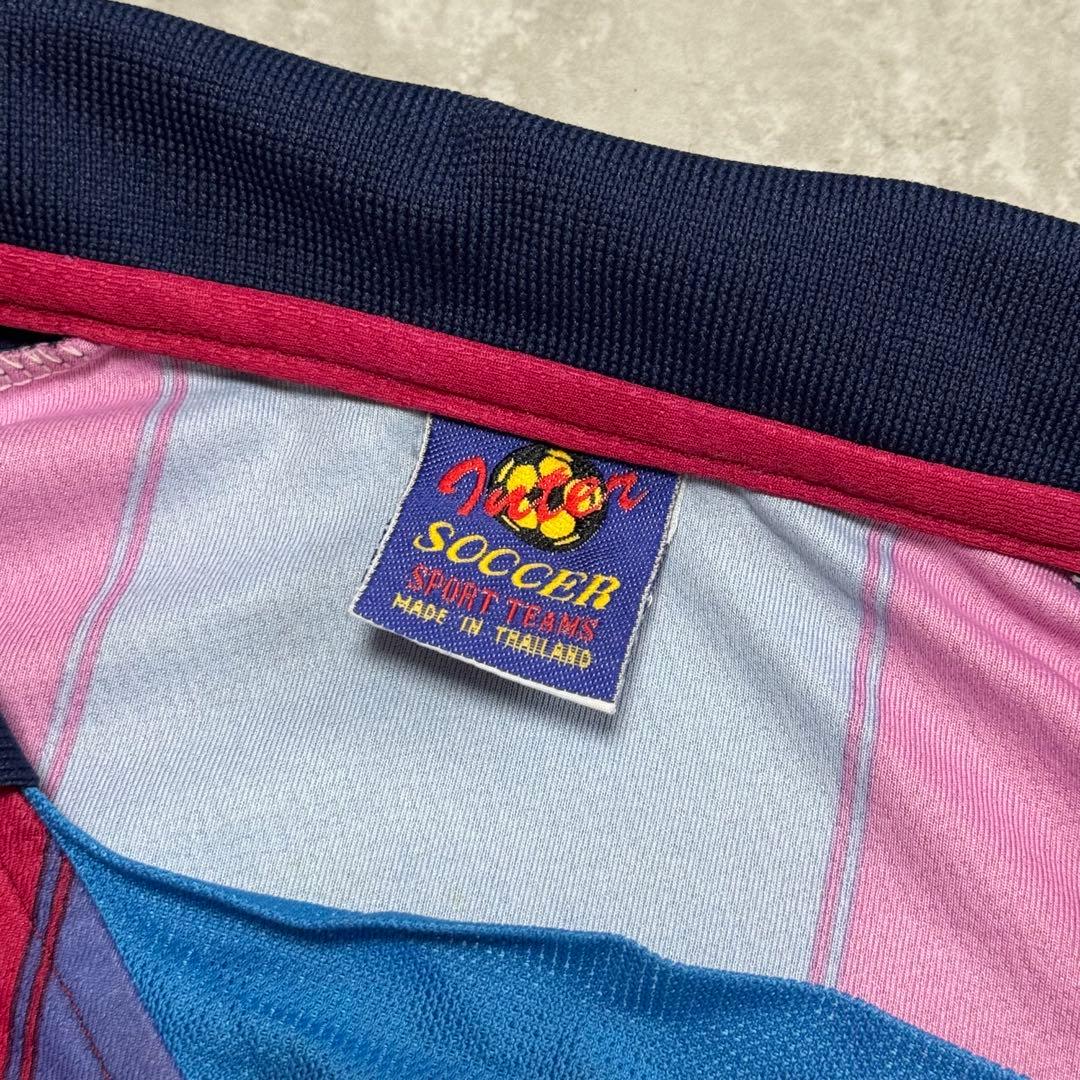 Inter
SOCCER
SPORT TEAMS
MADE IN THAILAND